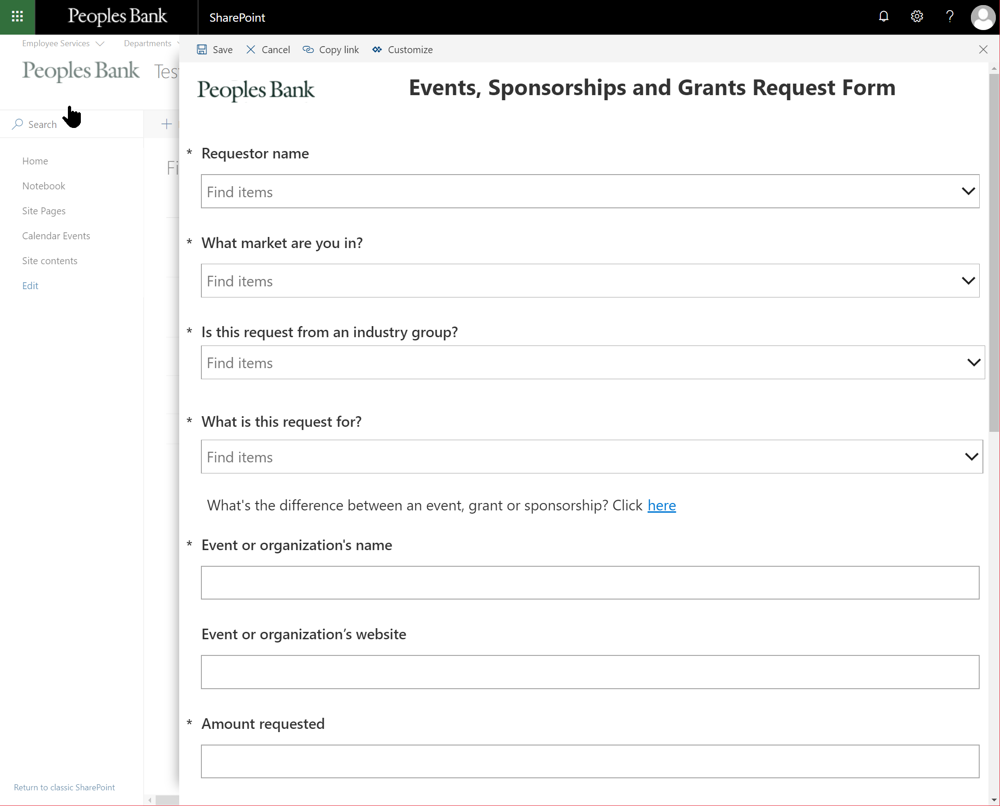 Peoples Bank
SharePoint
Employee Services
Departments
Peoples Bank
Save
Cancel
Copy link
Customize
Peoples Bank
Events, Sponsorships and Grants Request Form
Search
Home
Notebook
Site Pages
Calendar Events
Site contents
Edit
* Requestor name
Find items
* What market are you in?
Find items
* Is this request from an industry group?
Find items
* What is this request for?
Find items
What's the difference between an event, grant or sponsorship? Click here
* Event or organization's name
Event or organization’s website
* Amount requested
Return to classic SharePoint